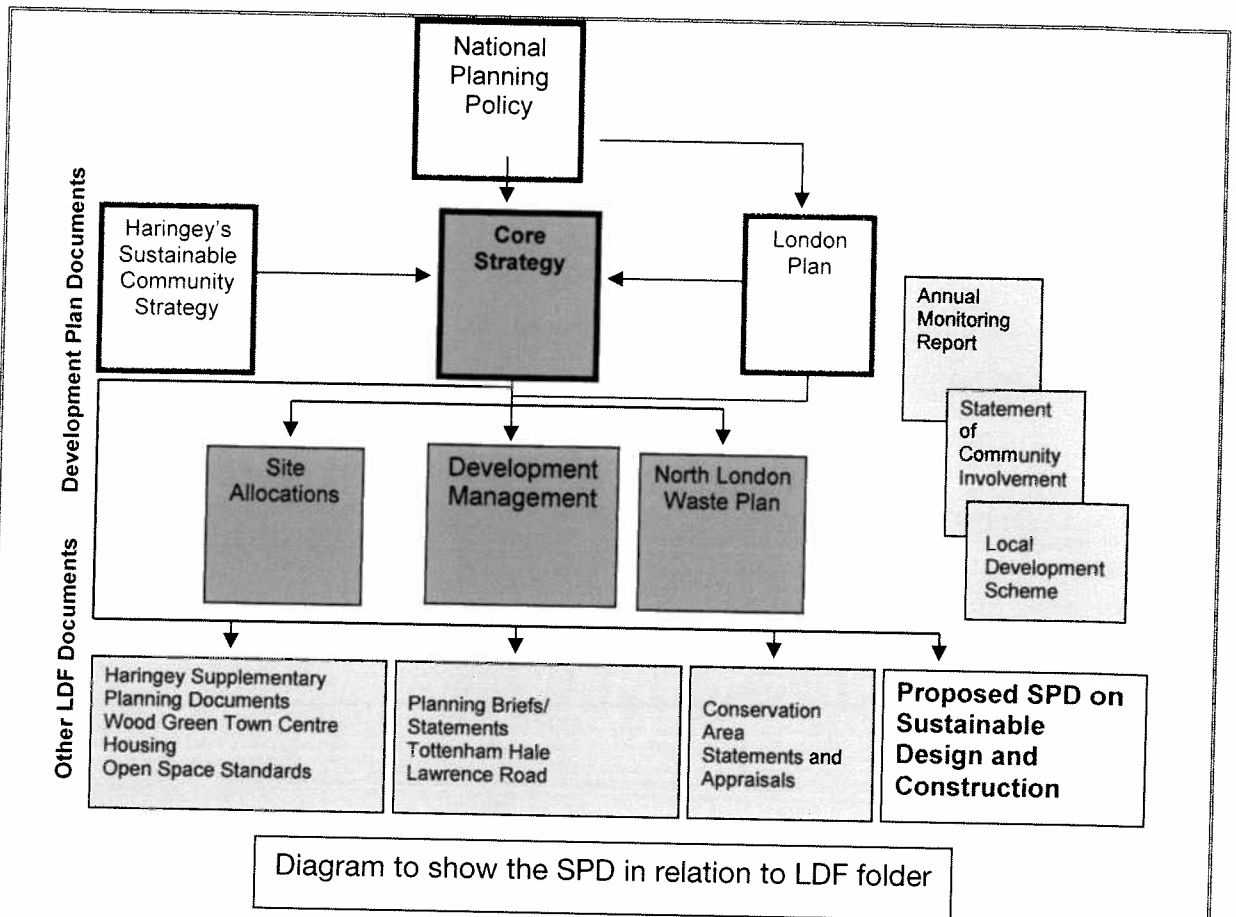 National
Planning
Policy
Development Plan Documents
Haringey's
Sustainable
Community
Strategy
Core
Strategy
London
Plan
Annual
Monitoring
Report
Statement
of
Community
Involvement
Local
Development
Scheme
Site
Allocations
Development
Management
North London
Waste Plan
Other LDF Documents
Haringey Supplementary
Planning Documents
Wood Green Town Centre
Housing
Open Space Standards
Planning Briefs/
Statements
Tottenham Hale
Lawrence Road
Conservation
Area
Statements and
Appraisals
Proposed SPD on
Sustainable
Design and
Construction
Diagram to show the SPD in relation to LDF folder